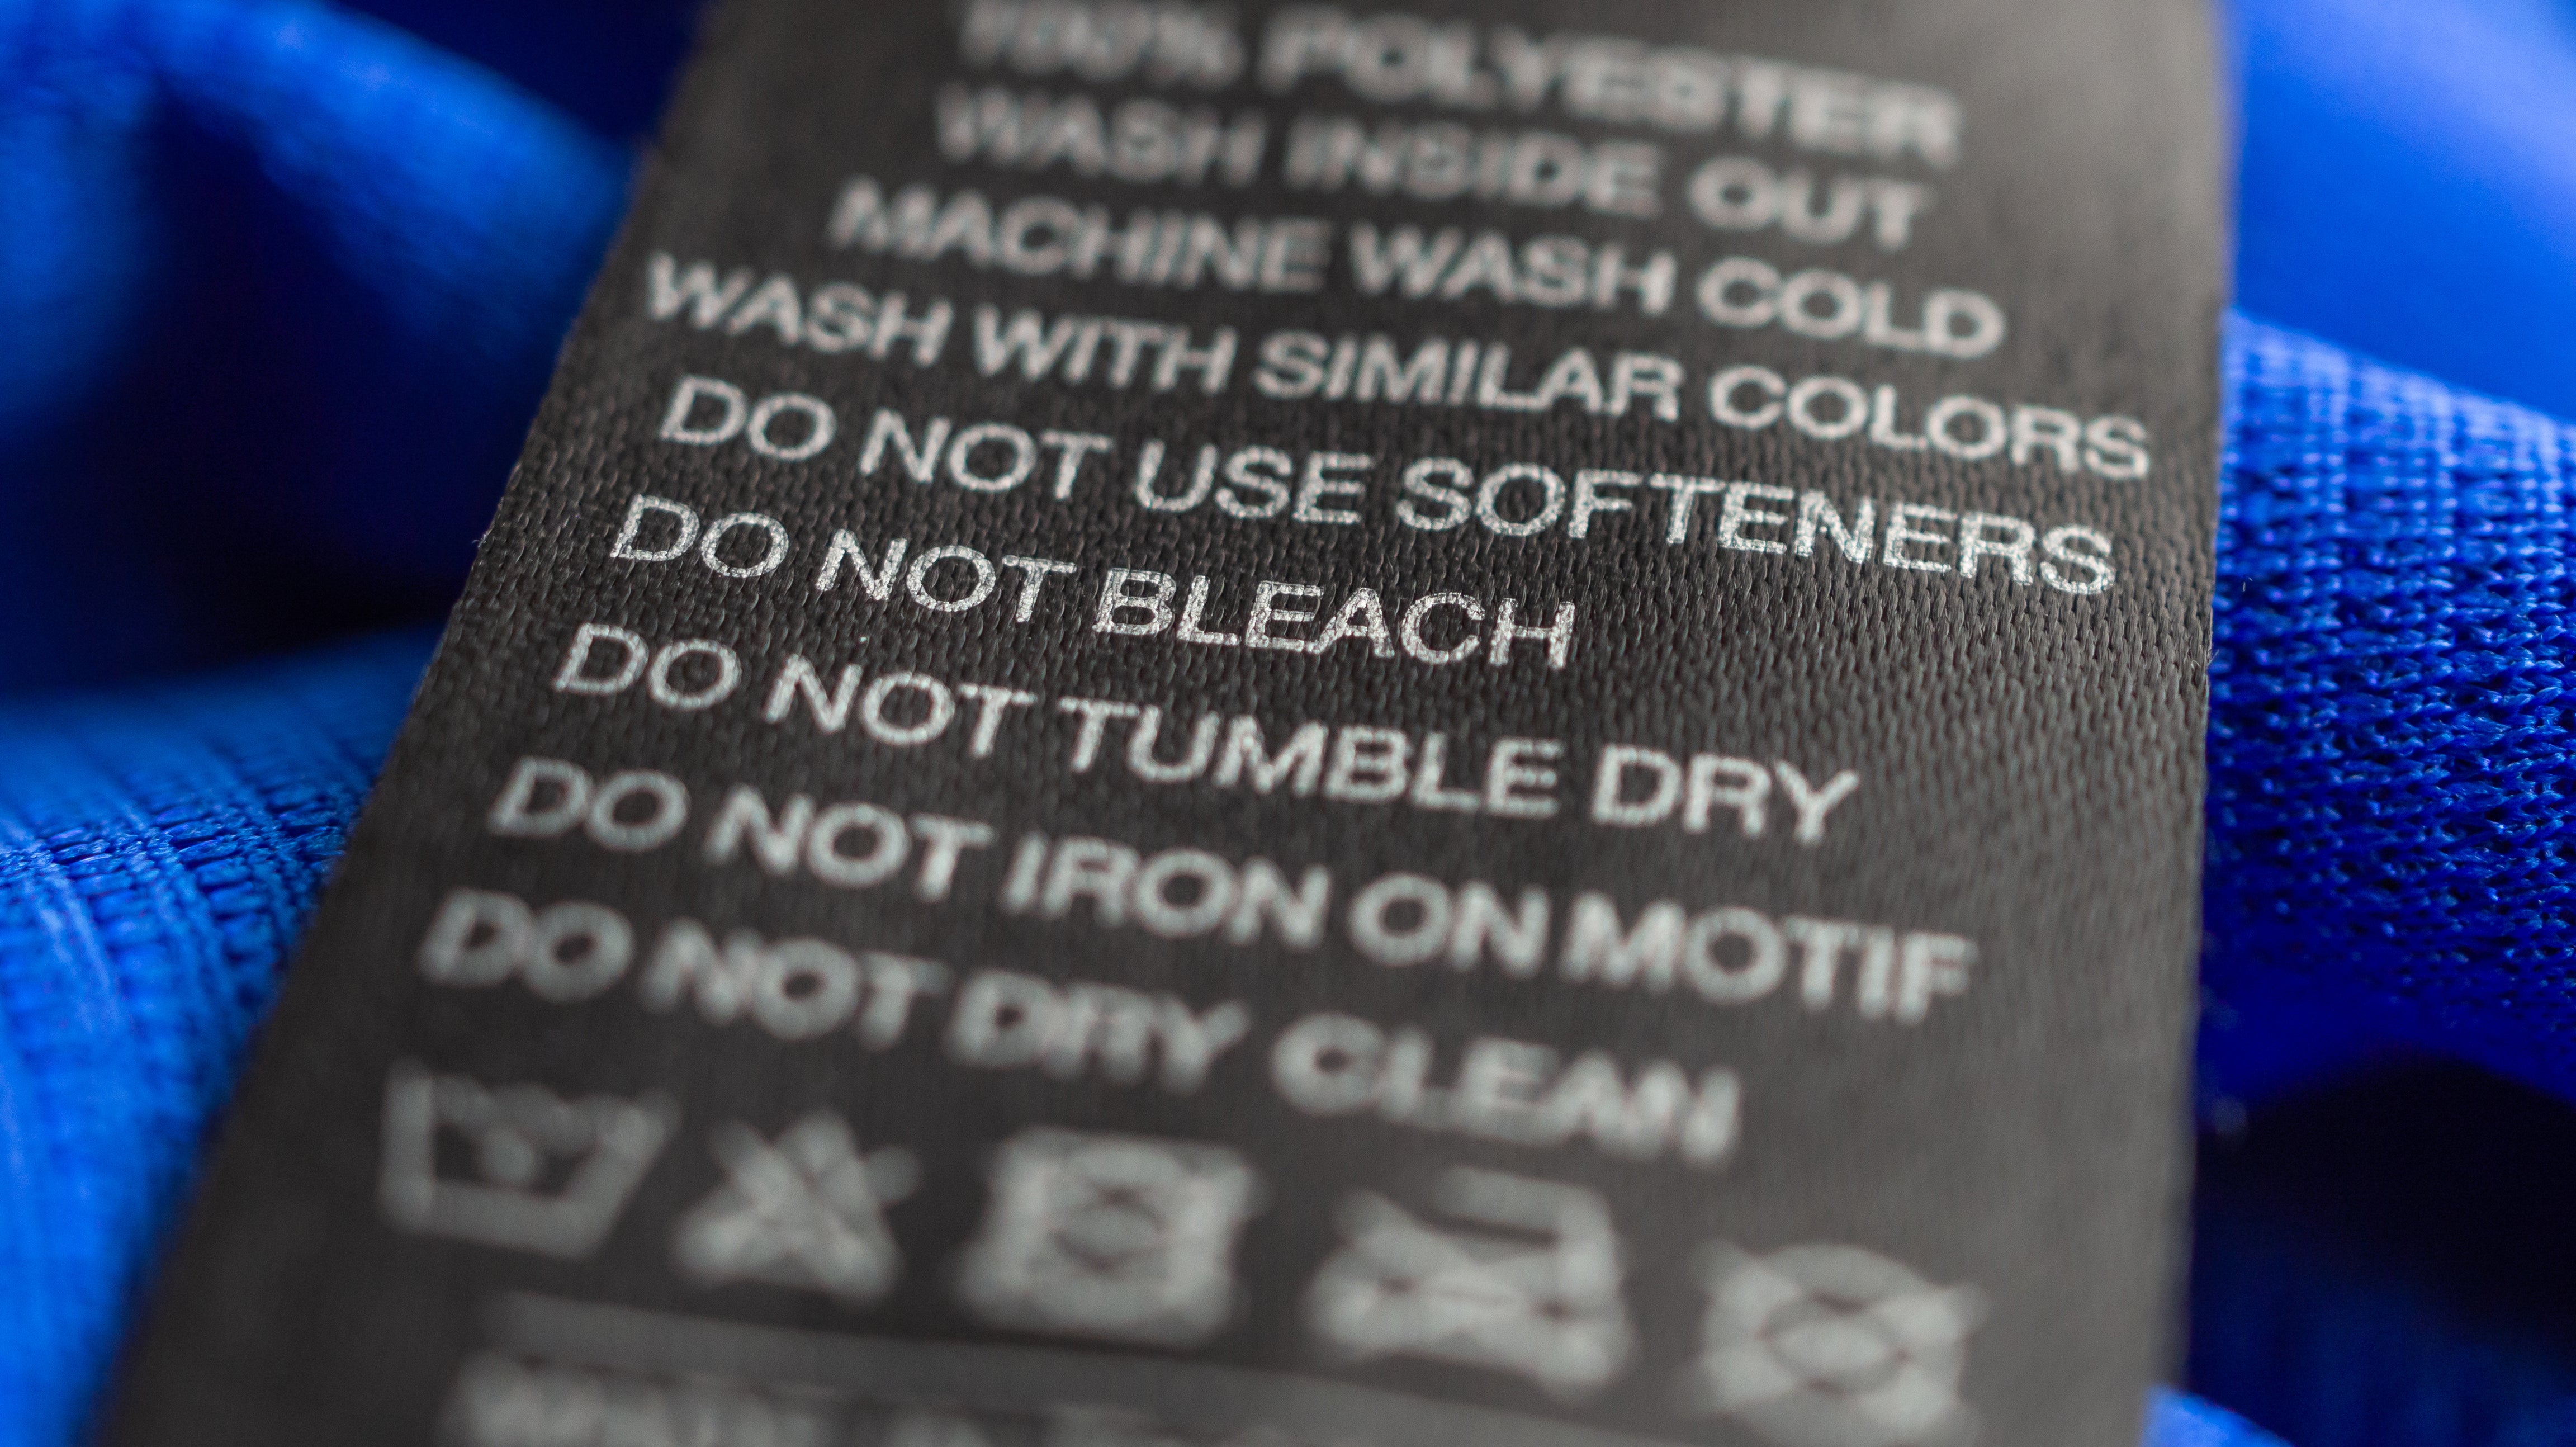 100% POLYESTER
WASH INSIDE OUT
MACHINE WASH COLD
WASH WITH SIMILAR COLORS
DO NOT USE SOFTENERS
DO NOT BLEACH
DO NOT TUMBLE DRY
DO NOT IRON ON MOTIF
DO NOT DRY CLEAN